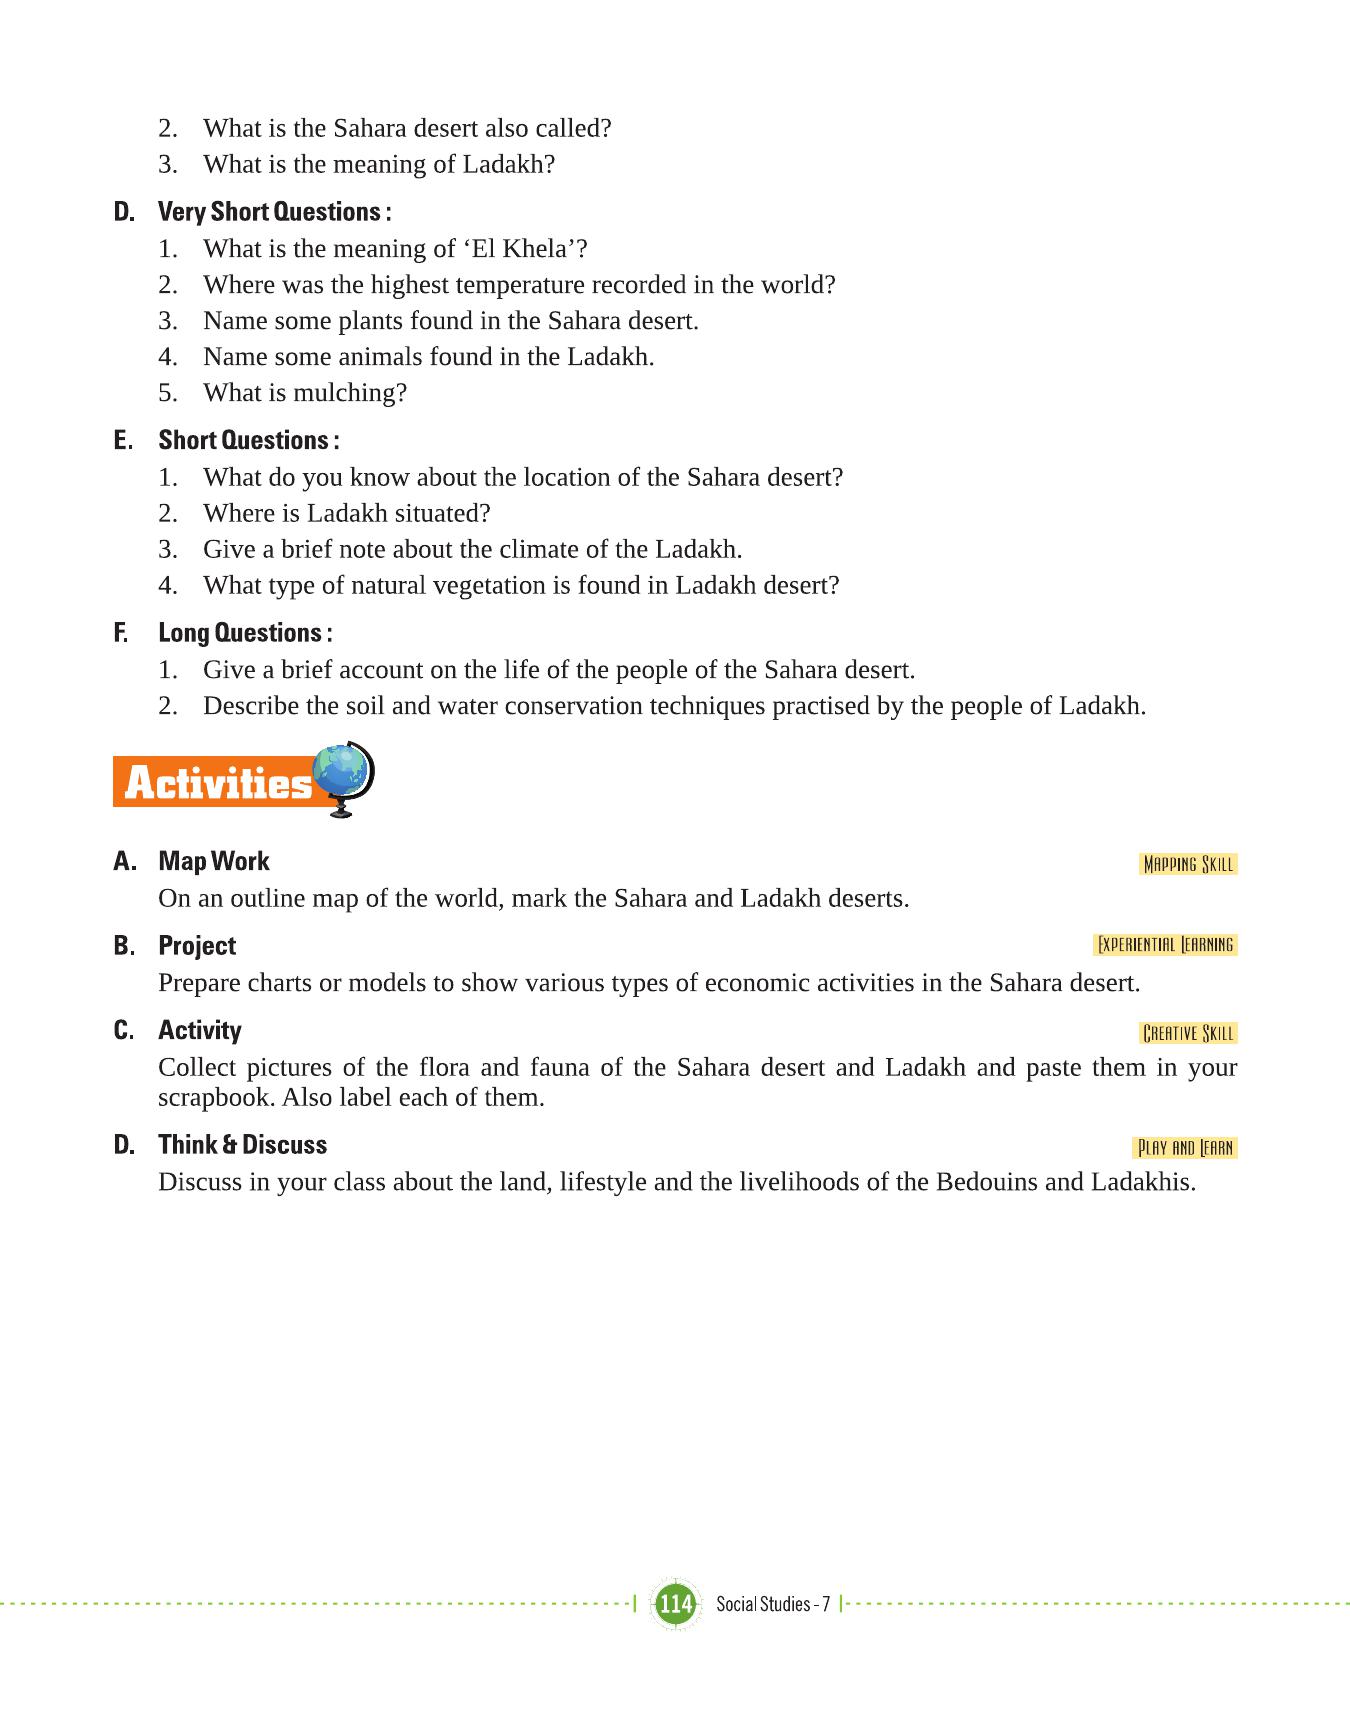 2. What is the Sahara desert also called?
3. What is the meaning of Ladakh?
D. Very Short Questions :
1. What is the meaning of ‘El Khela’?
2. Where was the highest temperature recorded in the world?
3. Name some plants found in the Sahara desert.
4. Name some animals found in the Ladakh.
5. What is mulching?
E. Short Questions :
1. What do you know about the location of the Sahara desert?
2. Where is Ladakh situated?
3. Give a brief note about the climate of the Ladakh.
4. What type of natural vegetation is found in Ladakh desert?
F. Long Questions :
1. Give a brief account on the life of the people of the Sahara desert.
2. Describe the soil and water conservation techniques practised by the people of Ladakh.
Activities
A. Map Work MAPPING SKILL
On an outline map of the world, mark the Sahara and Ladakh deserts.
B. Project EXPERIENTIAL LEARNING
Prepare charts or models to show various types of economic activities in the Sahara desert.
C. Activity CREATIVE SKILL
Collect pictures of the flora and fauna of the Sahara desert and Ladakh and paste them in your
scrapbook. Also label each of them.
D. Think & Discuss PLAY AND LEARN
Discuss in your class about the land, lifestyle and the livelihoods of the Bedouins and Ladakhis.
114 Social Studies - 7